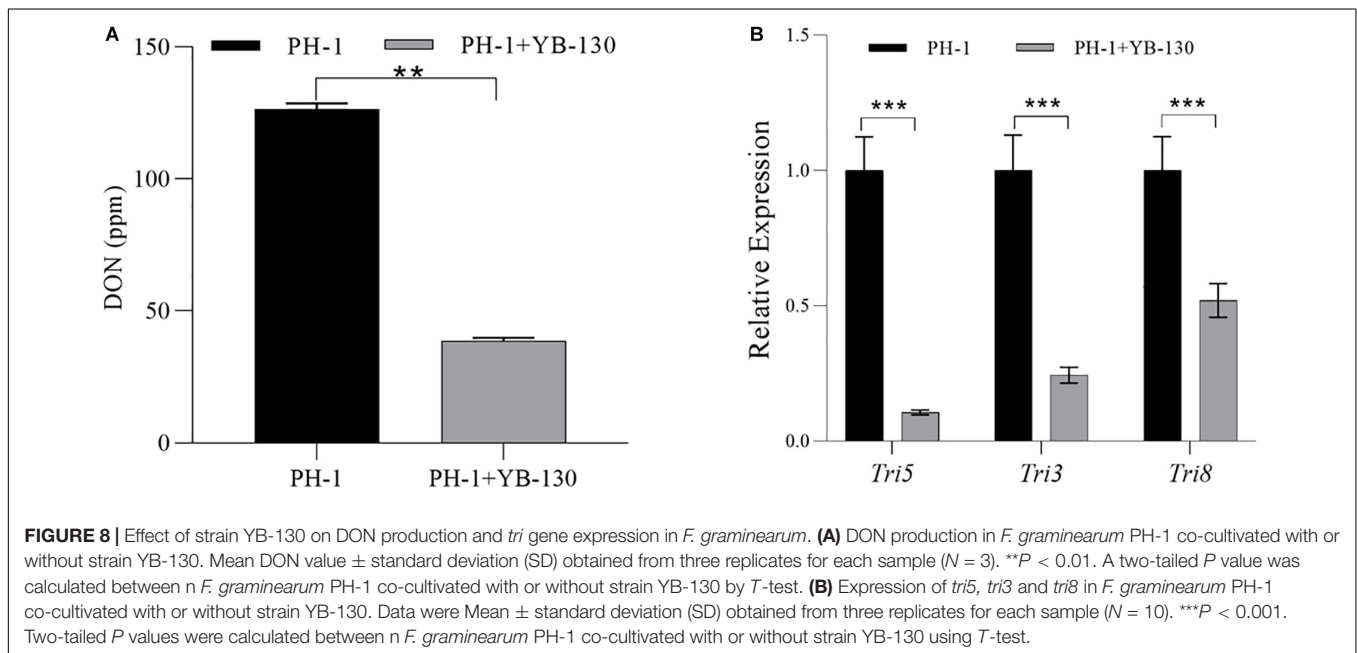 A
PH-1
PH-1+YB-130
**
150
100
50
0
DON (ppm)
PH-1
PH-1+YB-130
B
PH-1
PH-1+YB-130
***
***
***
1.5
1.0
0.5
0.0
Relative Expression
Tri5
Tri3
Tri8
FIGURE 8 | Effect of strain YB-130 on DON production and tri gene expression in F. graminearum. (A) DON production in F. graminearum PH-1 co-cultivated with or
without strain YB-130. Mean DON value ± standard deviation (SD) obtained from three replicates for each sample (N = 3). **P < 0.01. A two-tailed P value was
calculated between n F. graminearum PH-1 co-cultivated with or without strain YB-130 by T-test. (B) Expression of tri5, tri3 and tri8 in F. graminearum PH-1
co-cultivated with or without strain YB-130. Data were Mean ± standard deviation (SD) obtained from three replicates for each sample (N = 10). ***P < 0.001.
Two-tailed P values were calculated between n F. graminearum PH-1 co-cultivated with or without strain YB-130 using T-test.